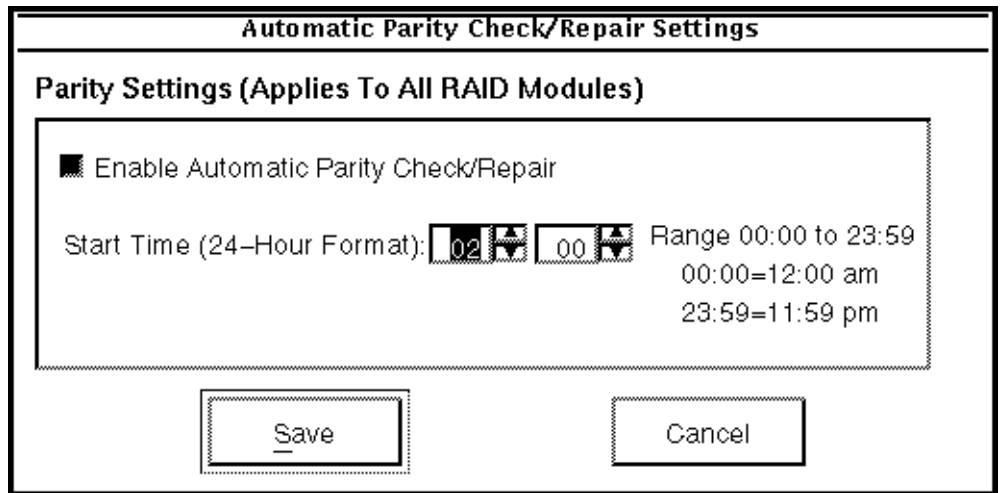 Automatic Parity Check/Repair Settings
Parity Settings (Applies To All RAID Modules)
Enable Automatic Parity Check/Repair
Start Time (24–Hour Format): 02 00 Range 00:00 to 23:59
00:00=12:00 am
23:59=11:59 pm
Save Cancel